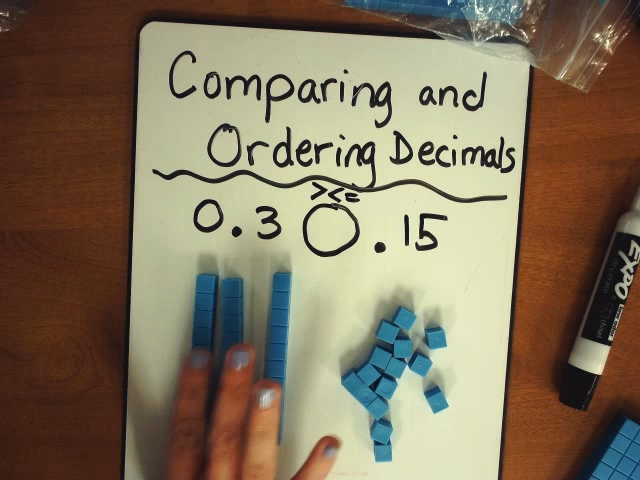 Comparing and
Ordering Decimals
><=
0.3 .15
EXPO